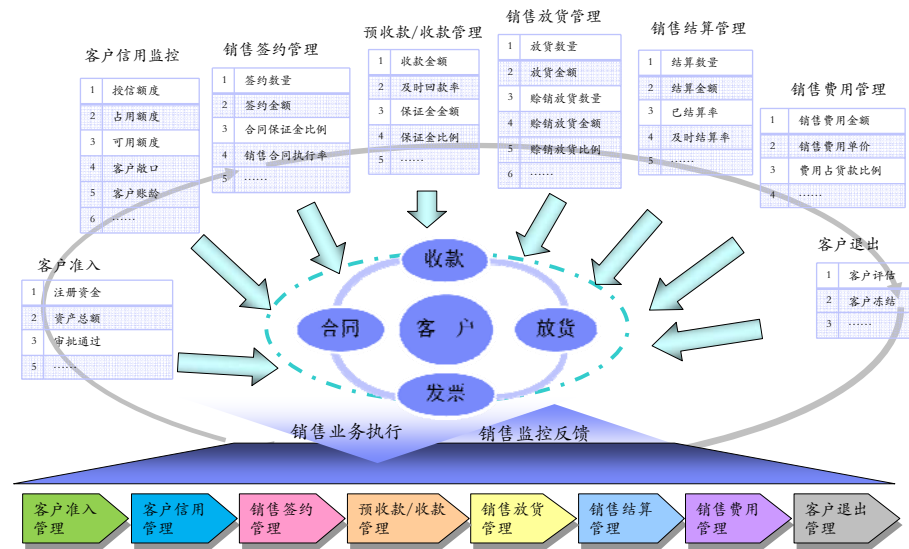 客户信用监控
1 授信额度
2 占用额度
3 可用额度
4 客户敞口
5 客户账龄
6 ……
销售签约管理
1 签约数量
2 签约金额
3 合同保证金比例
4 销售合同执行率
5 ……
预收款/收款管理
1 收款金额
2 及时回款率
3 保证金金额
4 保证金比例
5 ……
销售放货管理
1 放货数量
2 放货金额
3 赊销放货数量
4 赊销放货金额
5 赊销放货比例
6 ……
销售结算管理
1 结算数量
2 结算金额
3 已结算率
4 及时结算率
5 ……
销售费用管理
1 销售费用金额
2 销售费用单价
3 费用占货款比例
4 ……
客户准入
1 注册资金
2 资产总额
3 审批通过
5 ……
客户退出
1 客户评估
2 客户冻结
3 ……
收款
合同
客 户
放货
发票
销售业务执行
销售监控反馈
客户准入
管理
客户信用
管理
销售签约
管理
预收款/收款
管理
销售放货
管理
销售结算
管理
销售费用
管理
客户退出
管理